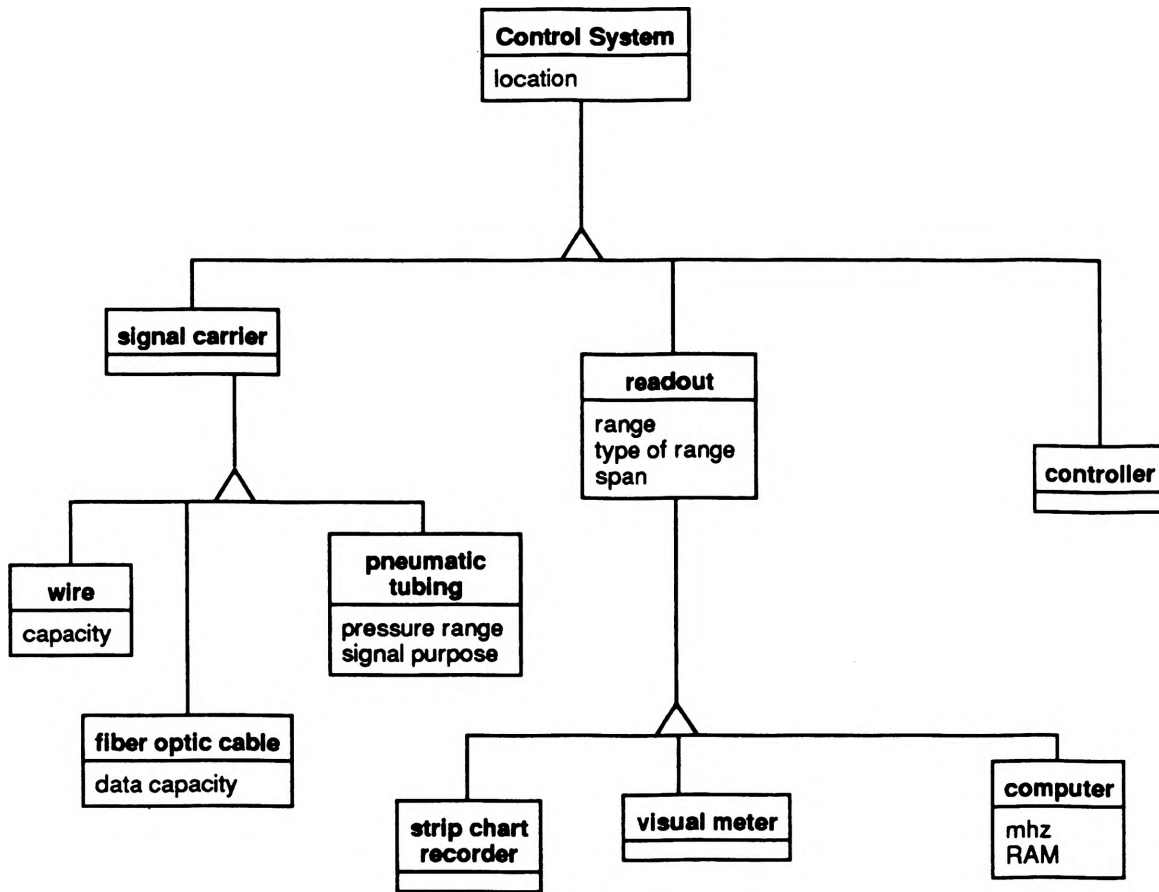 Control System
location
signal carrier
readout
range
type of range
span
controller
wire
capacity
pneumatic
tubing
pressure range
signal purpose
fiber optic cable
data capacity
strip chart
recorder
visual meter
computer
mhz
RAM